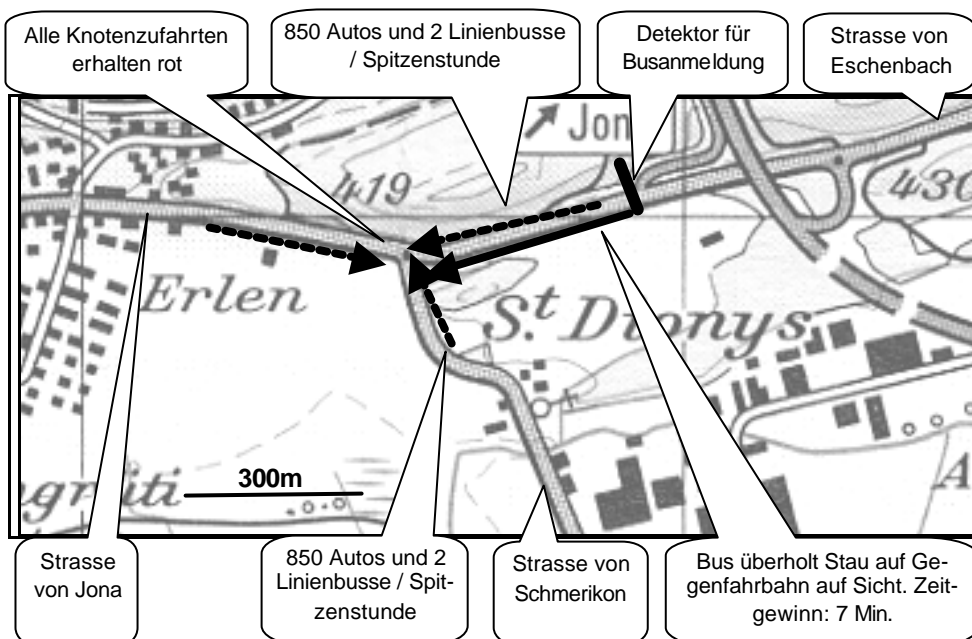 Alle Knotenzufahrten
erhalten rot
850 Autos und 2 Linienbusse
/ Spitzenstunde
Detektor für
Busanmeldung
Strasse von
Eschenbach
Jon
419
430
Erlen
St. Dionys
300m
A
Strasse
von Jona
850 Autos und 2
Linienbusse / Spit-
zenstunde
Strasse von
Schmerikon
Bus überholt Stau auf Ge-
genfahrbahn auf Sicht. Zeit-
gewinn: 7 Min.